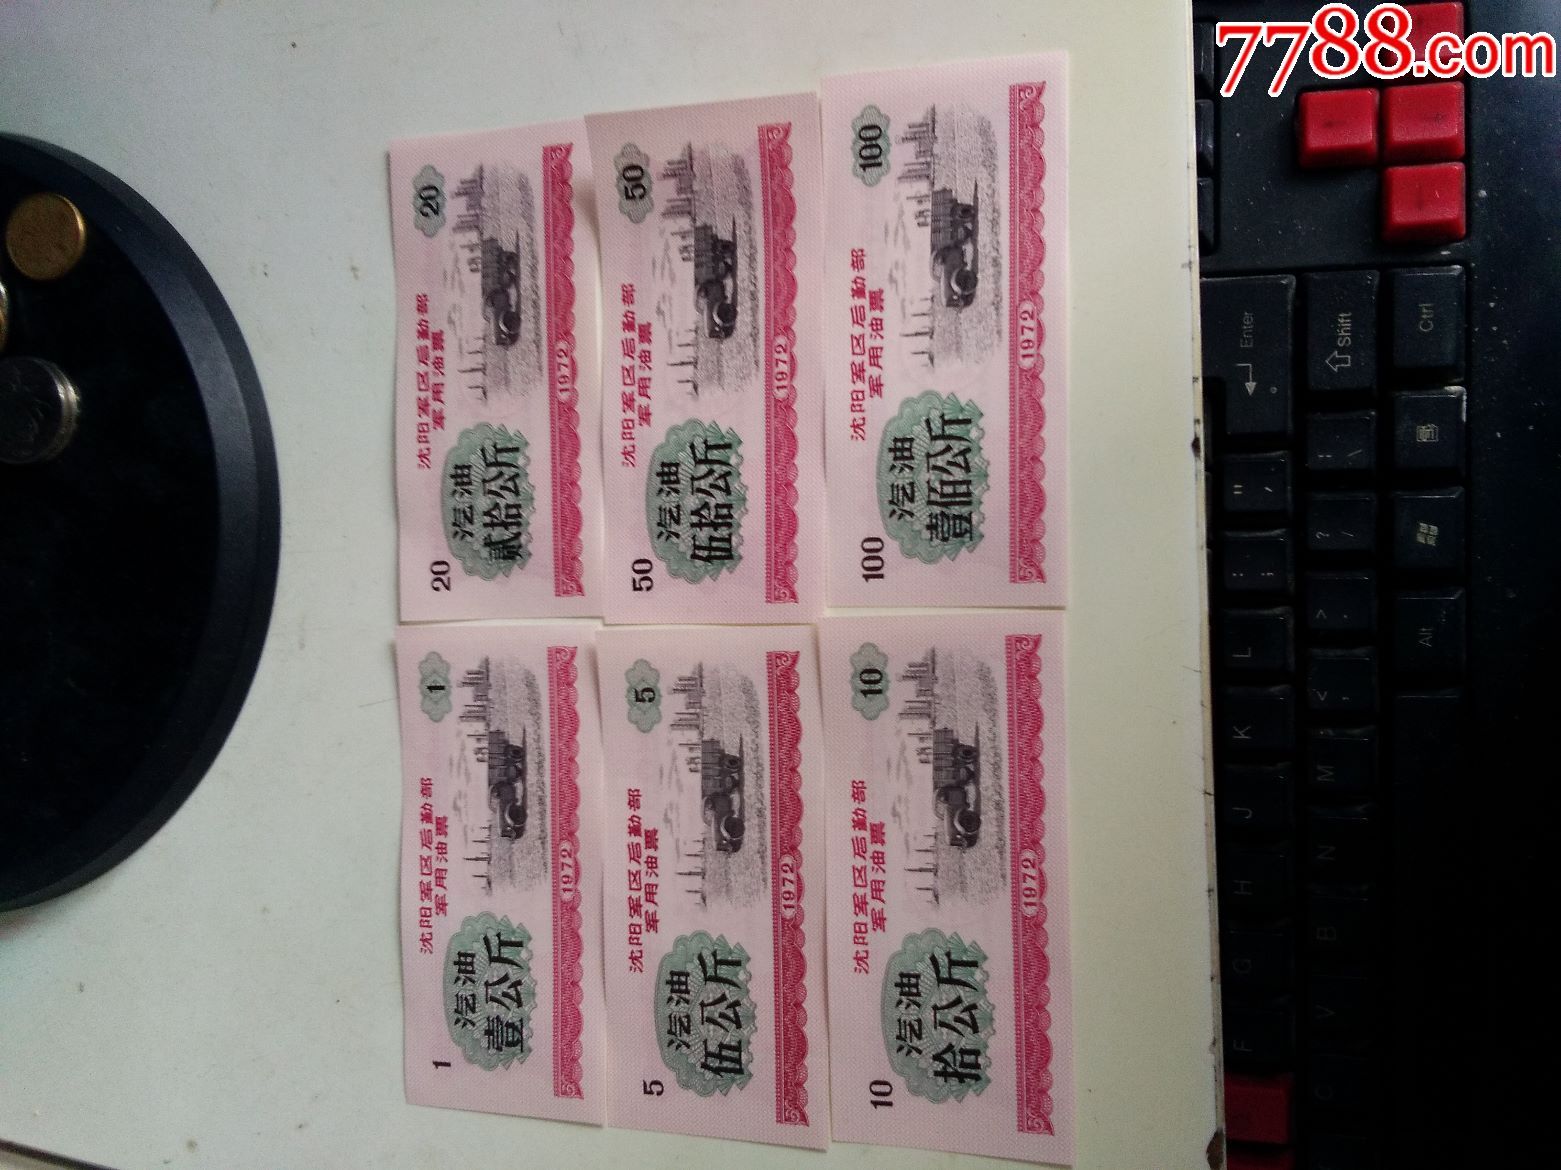 7788.com
20
沈阳军区后勤部
军用油票
20
汽油
贰拾公斤
1972
50
沈阳军区后勤部
军用油票
50
汽油
伍拾公斤
1972
100
沈阳军区后勤部
军用油票
100
汽油
壹佰公斤
1972
1
沈阳军区后勤部
军用油票
1
汽油
壹公斤
1972
5
沈阳军区后勤部
军用油票
5
汽油
伍公斤
1972
10
沈阳军区后勤部
军用油票
10
汽油
拾公斤
1972
Enter
Shift
Ctrl
Alt
L
K
J
H
G
F
M
N
B
V
C